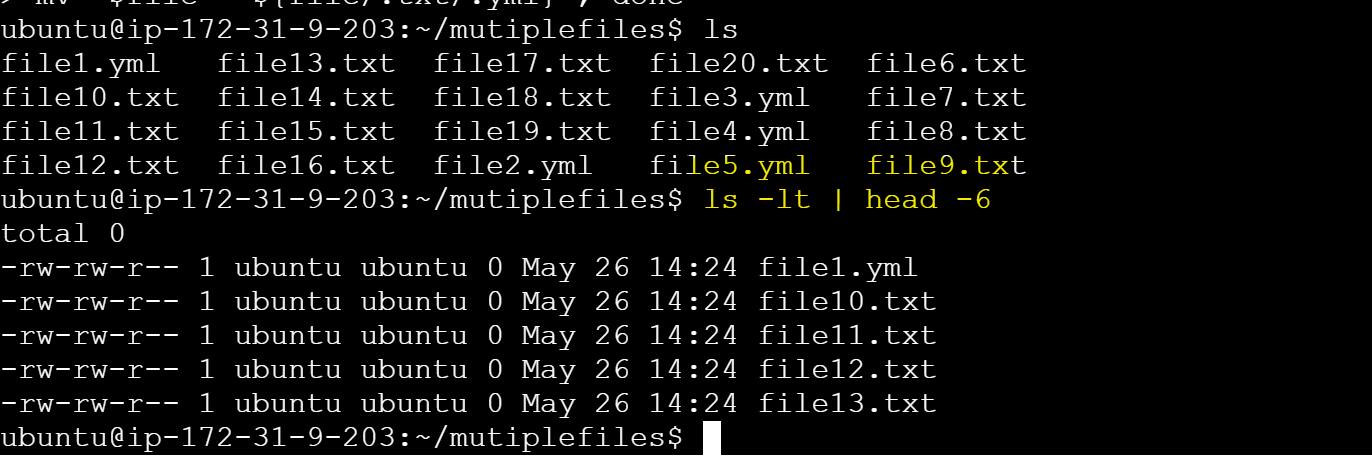 > mv "$file" "${file/.txt/.yml}"; done
ubuntu@ip-172-31-9-203:~/mutiplefiles$ ls
file1.yml   file13.txt  file17.txt  file20.txt  file6.txt
file10.txt  file14.txt  file18.txt  file3.yml   file7.txt
file11.txt  file15.txt  file19.txt  file4.yml   file8.txt
file12.txt  file16.txt  file2.yml   file5.yml   file9.txt
ubuntu@ip-172-31-9-203:~/mutiplefiles$ ls -lt | head -6
total 0
-rw-rw-r-- 1 ubuntu ubuntu 0 May 26 14:24 file1.yml
-rw-rw-r-- 1 ubuntu ubuntu 0 May 26 14:24 file10.txt
-rw-rw-r-- 1 ubuntu ubuntu 0 May 26 14:24 file11.txt
-rw-rw-r-- 1 ubuntu ubuntu 0 May 26 14:24 file12.txt
-rw-rw-r-- 1 ubuntu ubuntu 0 May 26 14:24 file13.txt
ubuntu@ip-172-31-9-203:~/mutiplefiles$